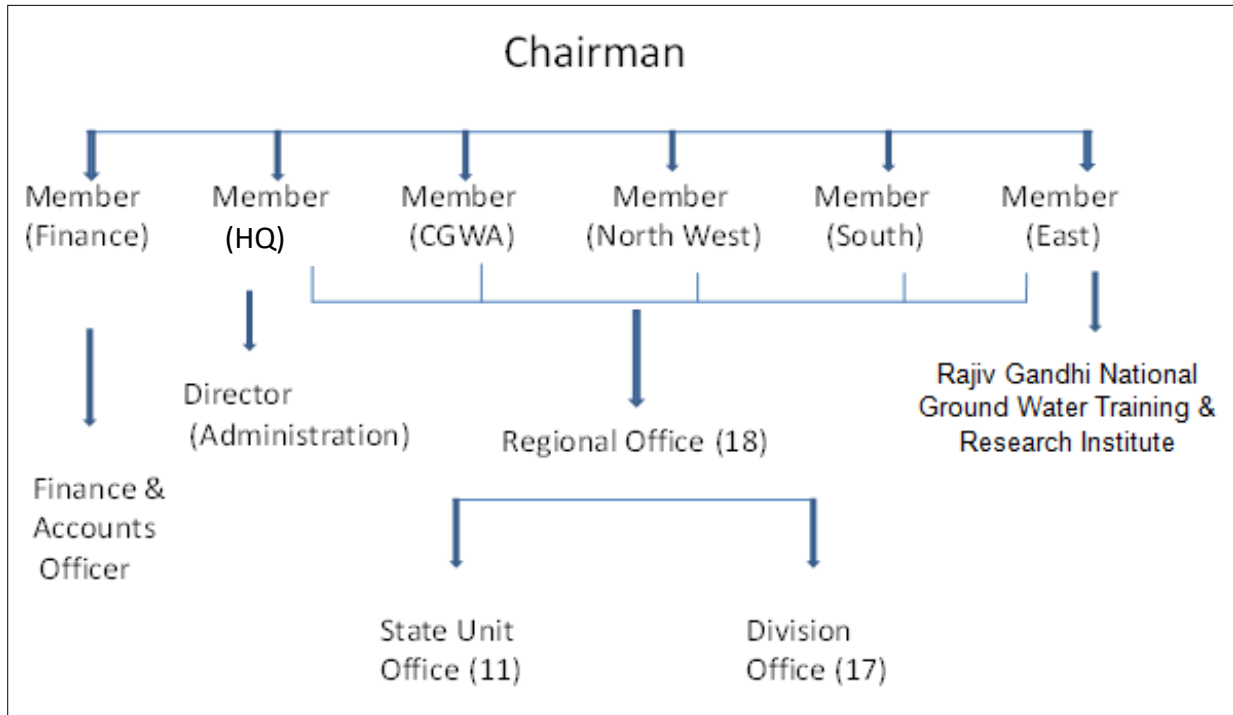 Chairman
Member
(Finance)
Member
(HQ)
Member
(CGWA)
Member
(North West)
Member
(South)
Member
(East)
Director
(Administration)
Regional Office (18)
Rajiv Gandhi National
Ground Water Training &
Research Institute
Finance &
Accounts
Officer
State Unit
Office (11)
Division
Office (17)